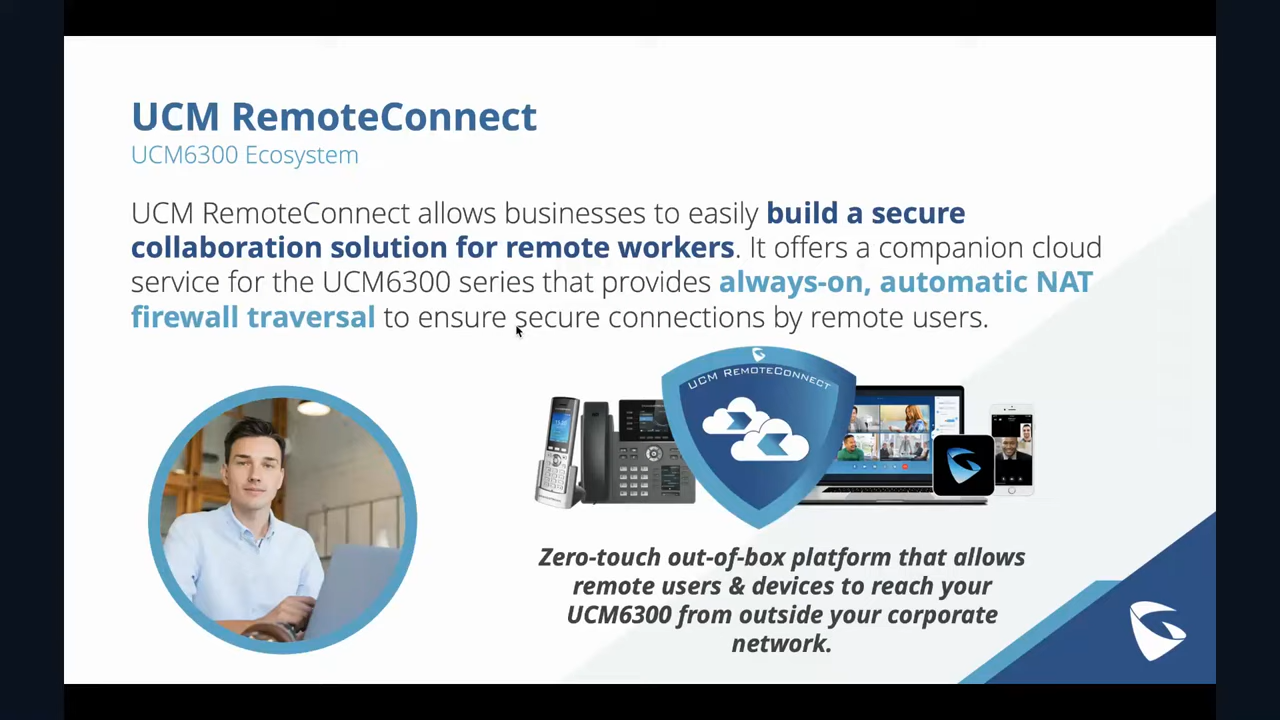 UCM RemoteConnect
UCM6300 Ecosystem
UCM RemoteConnect allows businesses to easily build a secure
collaboration solution for remote workers. It offers a companion cloud
service for the UCM6300 series that provides always-on, automatic NAT
firewall traversal to ensure secure connections by remote users.
UCM REMOTECONNECT
Zero-touch out-of-box platform that allows
remote users & devices to reach your
UCM6300 from outside your corporate
network.